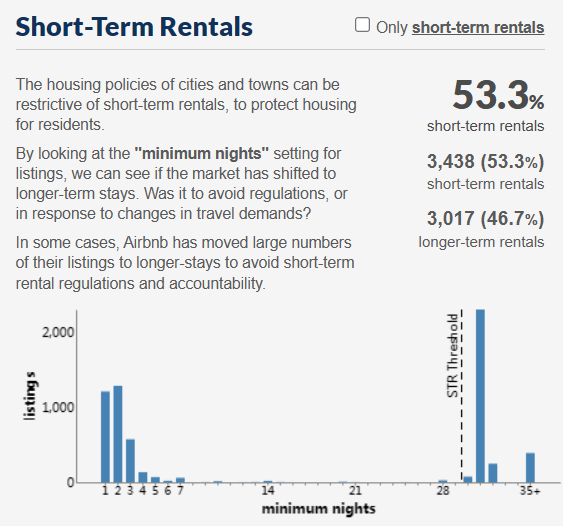 Short-Term Rentals
Only short-term rentals
The housing policies of cities and towns can be
restrictive of short-term rentals, to protect housing
for residents.
By looking at the "minimum nights" setting for
listings, we can see if the market has shifted to
longer-term stays. Was it to avoid regulations, or
in response to changes in travel demands?
In some cases, Airbnb has moved large numbers
of their listings to longer-stays to avoid short-term
rental regulations and accountability.
53.3%
short-term rentals
3,438 (53.3%)
short-term rentals
3,017 (46.7%)
longer-term rentals
listings
2,000
1,000
0
STR Threshold
1 2 3 4 5 6 7 14 21 28 35+
minimum nights